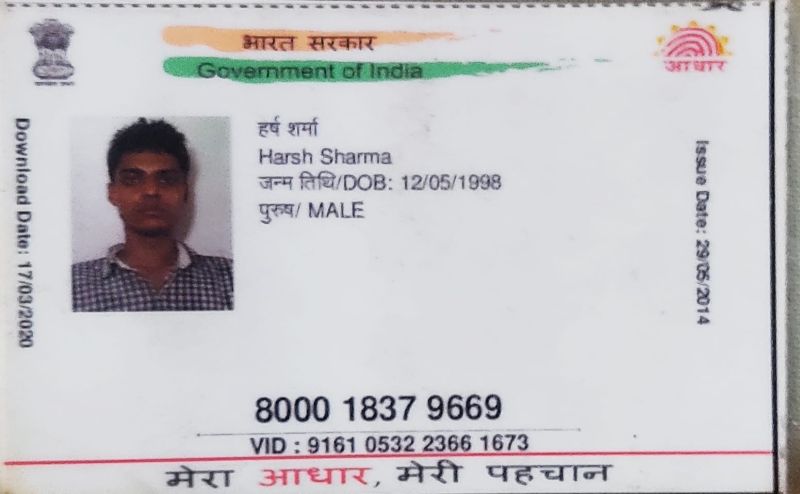 भारत सरकार
Government of India
आधार
Download Date: 17/03/2020
हर्ष शर्मा
Harsh Sharma
जन्म तिथि/DOB: 12/05/1998
पुरुष/ MALE
Issue Date: 29/05/2014
8000 1837 9669
VID : 9161 0532 2366 1673
मेरा आधार, मेरी पहचान